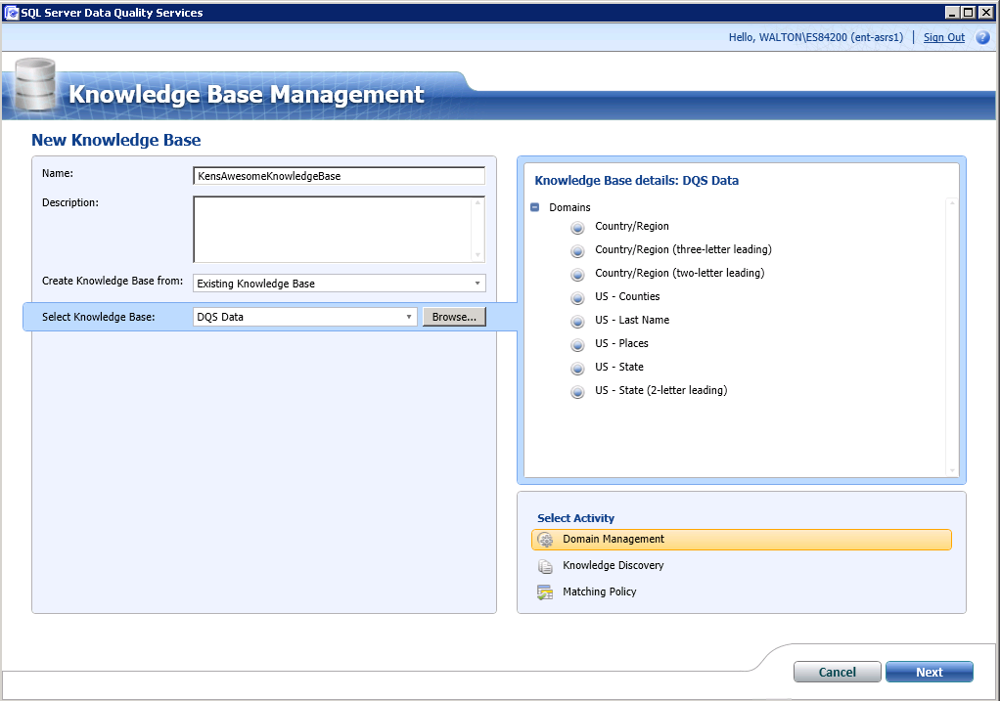 SQL Server Data Quality Services
Hello, WALTON\ES84200 (ent-asrs1) | Sign Out ?
Knowledge Base Management
New Knowledge Base
Name: KensAwesomeKnowledgeBase
Description:
Create Knowledge Base from: Existing Knowledge Base
Select Knowledge Base: DQS Data Browse...
Knowledge Base details: DQS Data
Domains
Country/Region
Country/Region (three-letter leading)
Country/Region (two-letter leading)
US - Counties
US - Last Name
US - Places
US - State
US - State (2-letter leading)
Select Activity
Domain Management
Knowledge Discovery
Matching Policy
Cancel Next